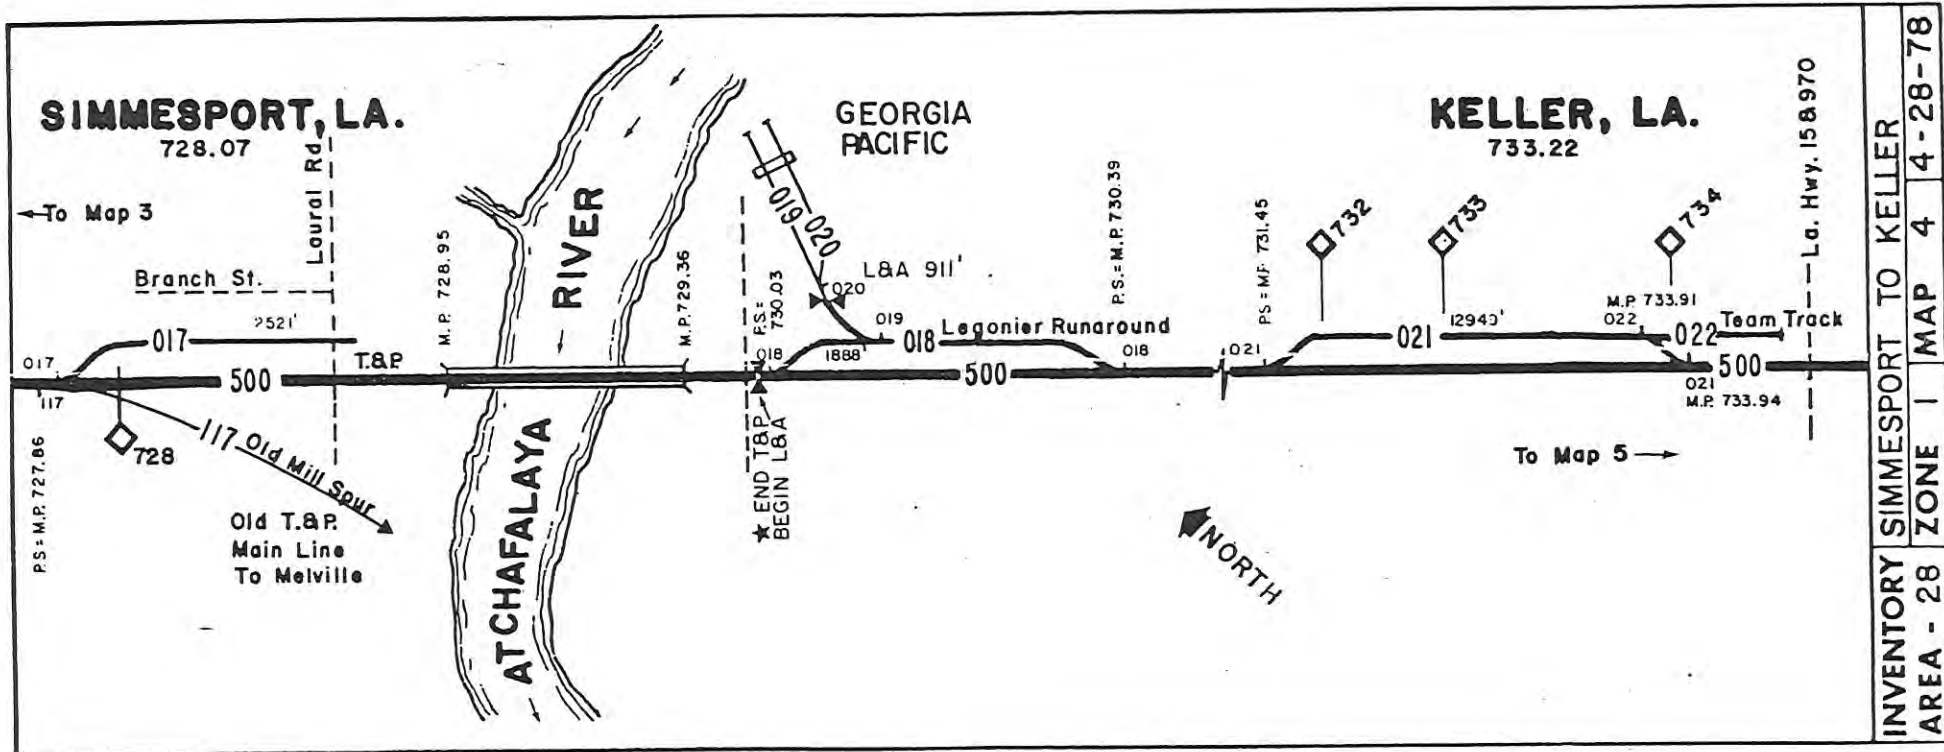 SIMMESPORT, LA.
728.07
Laural Rd.
←To Map 3
Branch St.
017
2521'
017
117
500
T.&P.
P.S.=M.P. 727.86
728
117 Old Mill Spur
Old T.&P.
Main Line
To Melville
M.P. 728.95
RIVER
ATCHAFALAYA
M.P. 729.36
GEORGIA
PACIFIC
019
020
020
L&A 911'
P.S.=
730.03
018
019
1888'
018
Legonier Runaround
018
500
P.S.=M.P. 730.39
★ END T&P
BEGIN L&A
KELLER, LA.
733.22
PS=M.P. 731.45
021
732
733
734
021
12940'
M.P. 733.91
022
022
Team Track
021
M.P. 733.94
500
La. Hwy. 15&970
To Map 5 →
NORTH
INVENTORY SIMMESPORT TO KELLER
AREA - 28 ZONE 1 MAP 4 4-28-78